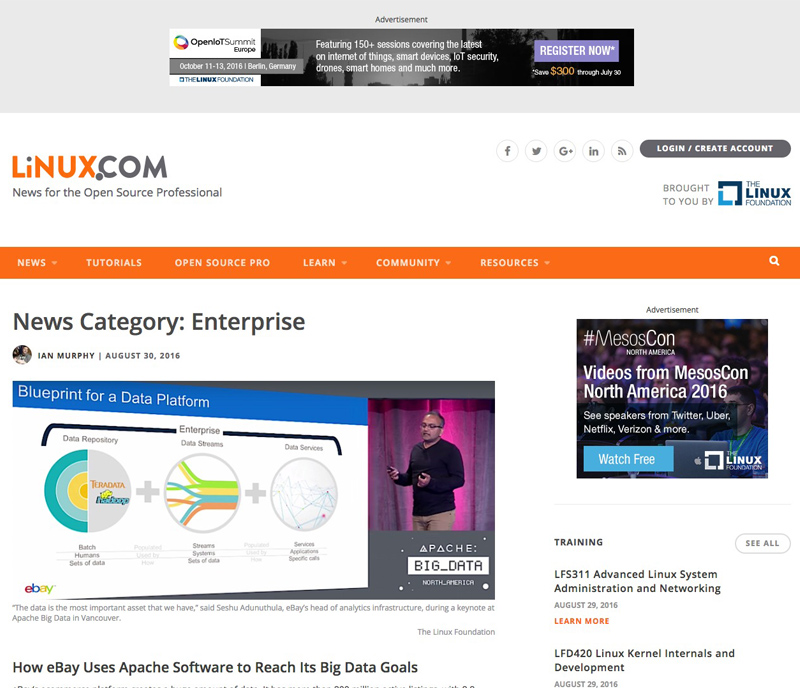 Advertisement
OpenIoTSummit
Europe
October 11-13, 2016 | Berlin, Germany
THE LINUX FOUNDATION
Featuring 150+ sessions covering the latest
on internet of things, smart devices, IoT security,
drones, smart homes and much more.
REGISTER NOW*
*Save $300 through July 30
LiNUX.COM
News for the Open Source Professional
f
G+
in
LOGIN / CREATE ACCOUNT
BROUGHT
TO YOU BY
THE
LINUX
FOUNDATION
NEWS
TUTORIALS
OPEN SOURCE PRO
LEARN
COMMUNITY
RESOURCES
News Category: Enterprise
IAN MURPHY | AUGUST 30, 2016
Blueprint for a Data Platform
Enterprise
Data Repository
Data Streams
Data Services
TERADATA
hadoop
Batch
Humans
Sets of data
Populated
Used by
How
Streams
Systems
Sets of data
Populated
Used by
How
Services
Applications
Specific calls
ebay
APACHE:
BIG_DATA
NORTH_AMERICA
"The data is the most important asset that we have," said Seshu Adunuthula, eBay's head of analytics infrastructure, during a keynote at
Apache Big Data in Vancouver.
The Linux Foundation
How eBay Uses Apache Software to Reach Its Big Data Goals
Advertisement
#MesosCon
NORTH AMERICA
Videos from MesosCon
North America 2016
See speakers from Twitter, Uber,
Netflix, Verizon & more.
Watch Free
THE
LINUX
FOUNDATION
TRAINING
SEE ALL
LFS311 Advanced Linux System
Administration and Networking
AUGUST 29, 2016
LEARN MORE
LFD420 Linux Kernel Internals and
Development
AUGUST 29, 2016